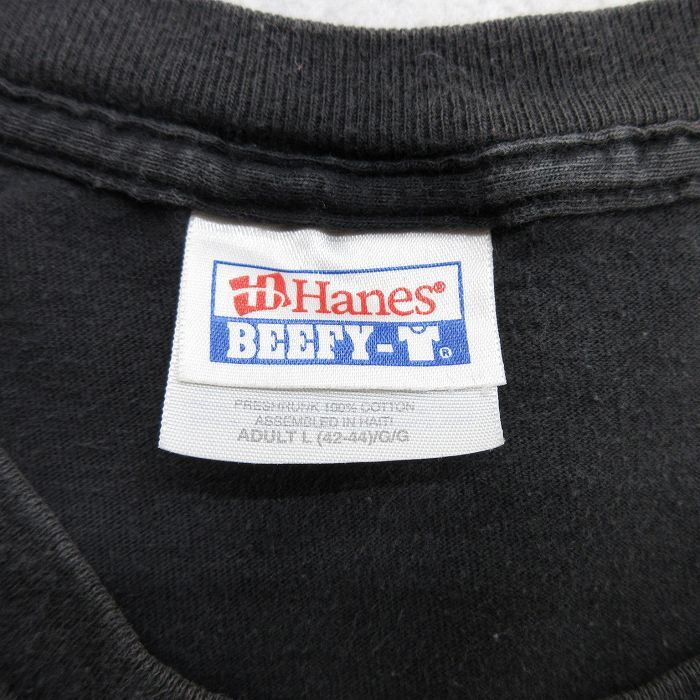 Hanes®
BEEFY-T®
PRESHRUNK 100% COTTON
ASSEMBLED IN HAITI
ADULT L (42-44)/G/G